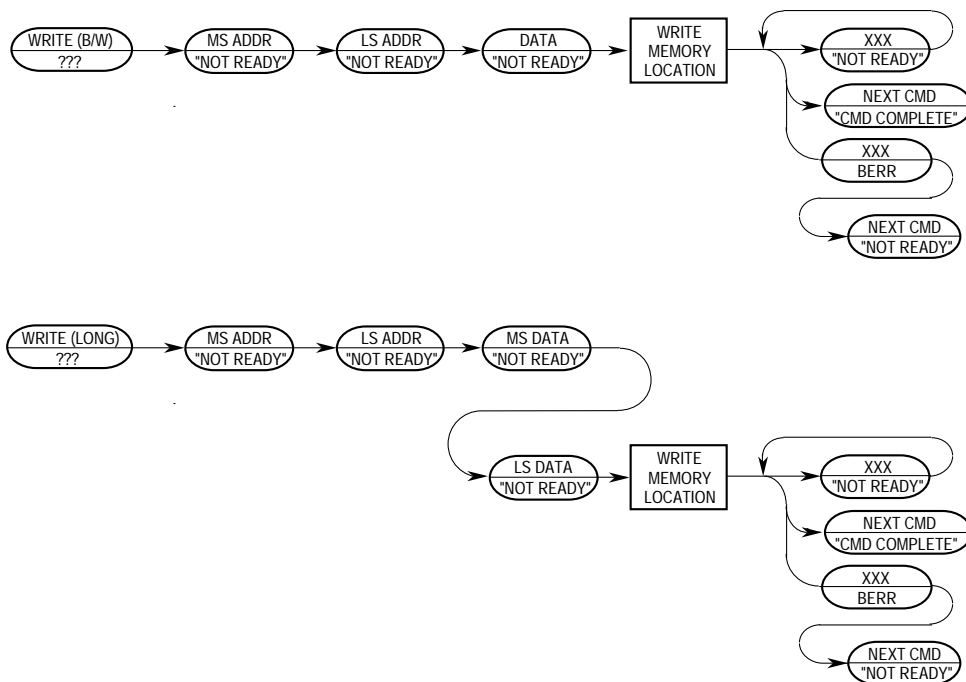 WRITE (B/W)
???
MS ADDR
"NOT READY"
LS ADDR
"NOT READY"
DATA
"NOT READY"
WRITE
MEMORY
LOCATION
XXX
"NOT READY"
NEXT CMD
"CMD COMPLETE"
XXX
BERR
NEXT CMD
"NOT READY"
WRITE (LONG)
???
MS ADDR
"NOT READY"
LS ADDR
"NOT READY"
MS DATA
"NOT READY"
LS DATA
"NOT READY"
WRITE
MEMORY
LOCATION
XXX
"NOT READY"
NEXT CMD
"CMD COMPLETE"
XXX
BERR
NEXT CMD
"NOT READY"